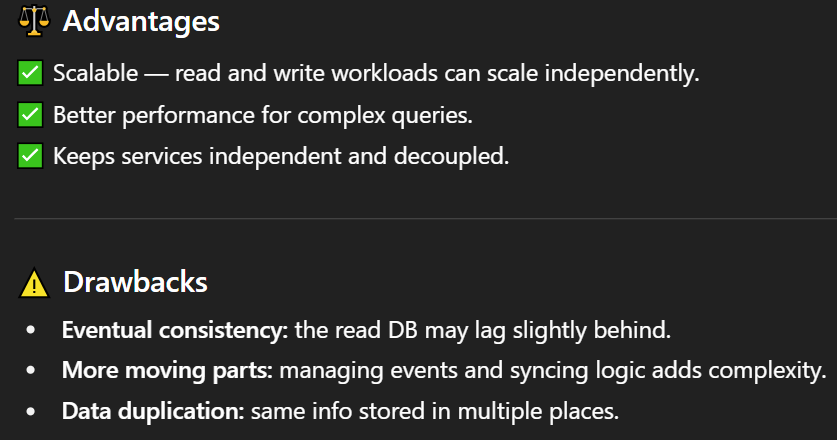 Advantages
Scalable — read and write workloads can scale independently.
Better performance for complex queries.
Keeps services independent and decoupled.
Drawbacks
Eventual consistency: the read DB may lag slightly behind.
More moving parts: managing events and syncing logic adds complexity.
Data duplication: same info stored in multiple places.